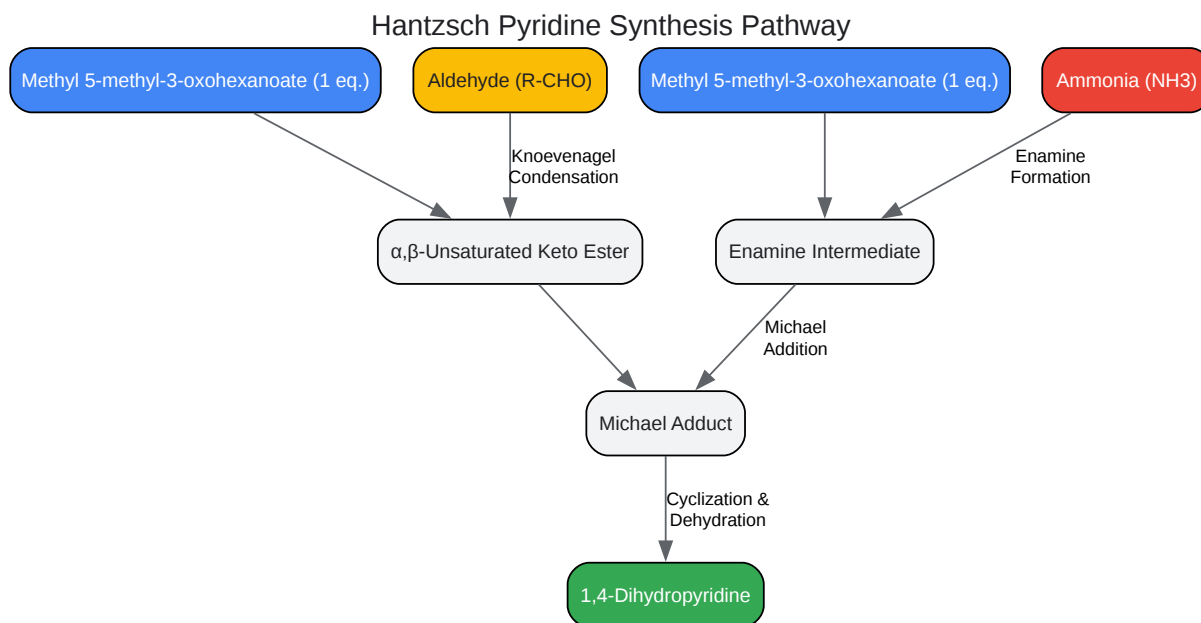 Hantzsch Pyridine Synthesis Pathway
Methyl 5-methyl-3-oxohexanoate (1 eq.)
Aldehyde (R-CHO)
Methyl 5-methyl-3-oxohexanoate (1 eq.)
Ammonia (NH3)
Knoevenagel
Condensation
Enamine
Formation
α,β-Unsaturated Keto Ester
Enamine Intermediate
Michael
Addition
Michael Adduct
Cyclization &
Dehydration
1,4-Dihydropyridine